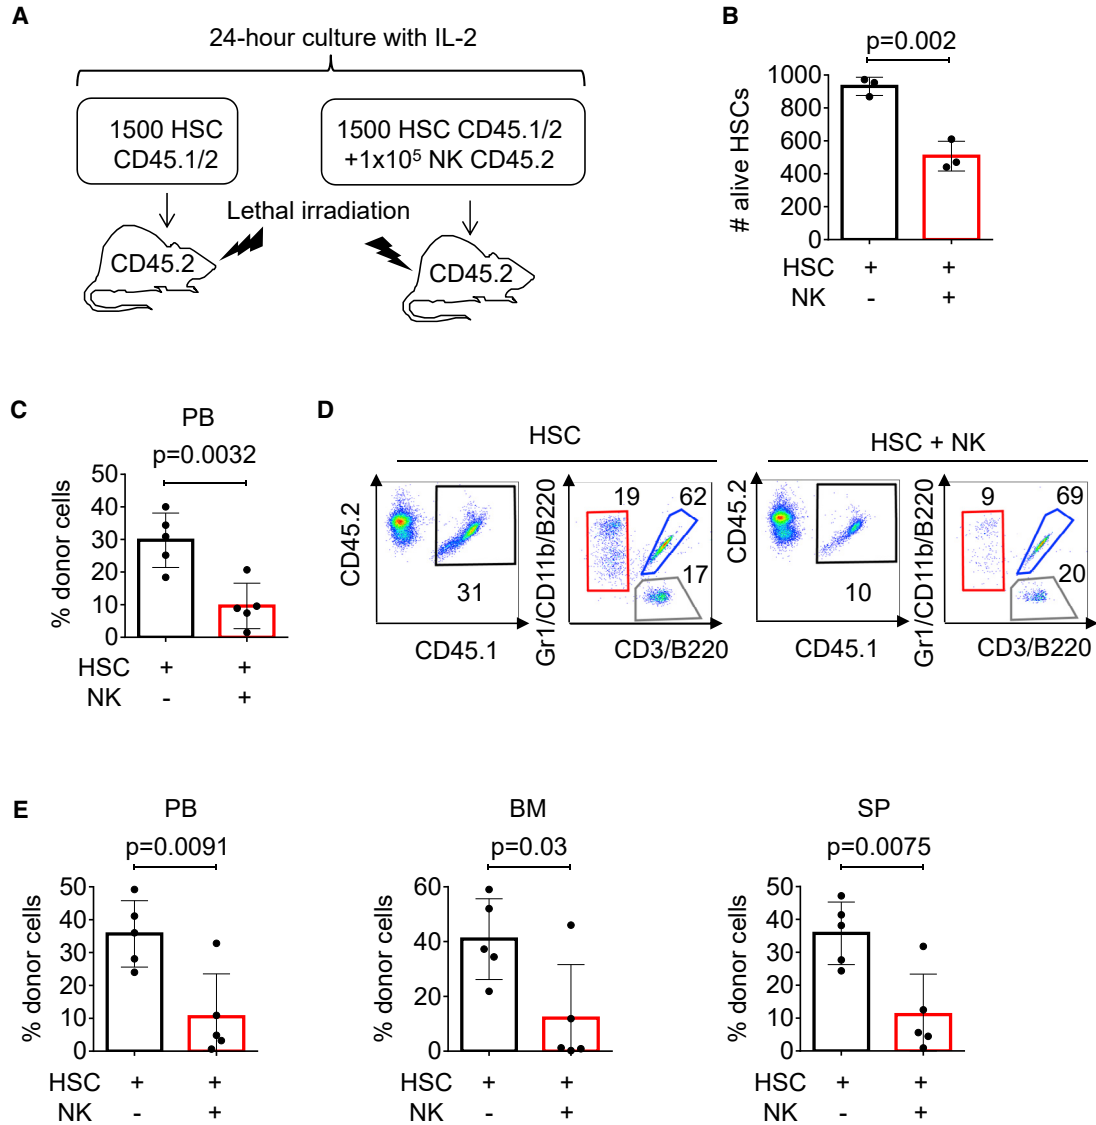 A
24-hour culture with IL-2
1500 HSC
CD45.1/2
1500 HSC CD45.1/2
+1x10⁵ NK CD45.2
Lethal irradiation
CD45.2
CD45.2
B
p=0.002
# alive HSCs
1000
800
600
400
200
0
HSC + +
NK - +
C
PB
p=0.0032
% donor cells
50
40
30
20
10
0
HSC + +
NK - +
D
HSC
HSC + NK
CD45.2
31
CD45.1
Gr1/CD11b/B220
19
62
17
CD3/B220
CD45.2
10
CD45.1
Gr1/CD11b/B220
9
69
20
CD3/B220
E
PB
p=0.0091
% donor cells
50
40
30
20
10
0
HSC + +
NK - +
BM
p=0.03
% donor cells
60
40
20
0
HSC + +
NK - +
SP
p=0.0075
% donor cells
50
40
30
20
10
0
HSC + +
NK - +